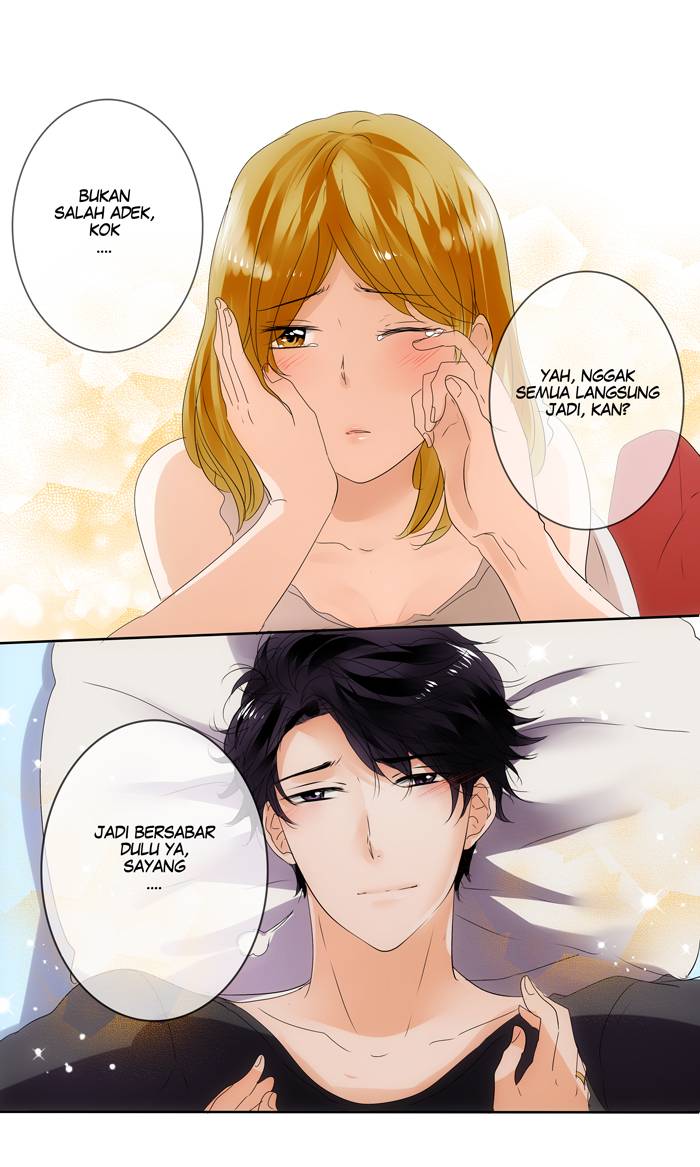 BUKAN
SALAH ADEK,
KOK
....
YAH, NGGAK
SEMUA LANGSUNG
JADI, KAN?
JADI BERSABAR
DULU YA,
SAYANG
....